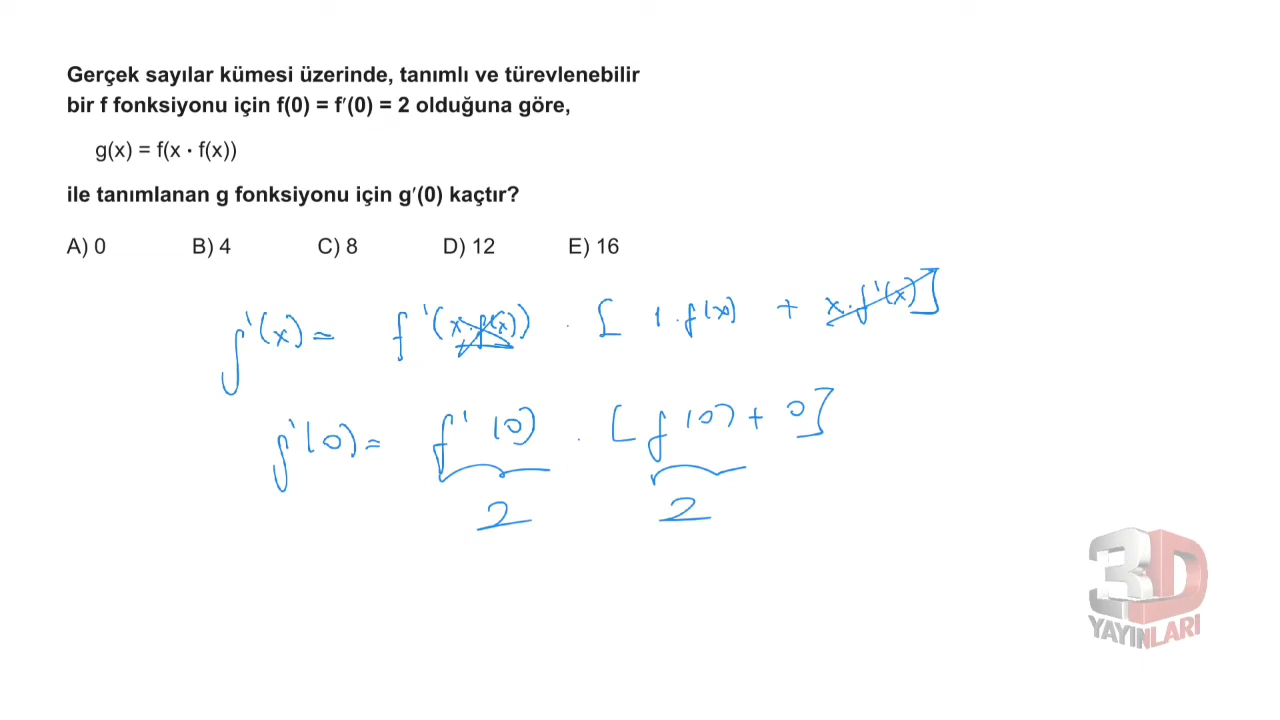 Gerçek sayılar kümesi üzerinde, tanımlı ve türevlenebilir
bir f fonksiyonu için f(0) = f′(0) = 2 olduğuna göre,
g(x) = f(x · f(x))
ile tanımlanan g fonksiyonu için g′(0) kaçtır?
A) 0 B) 4 C) 8 D) 12 E) 16
g'(x) = f'(x.f(x)) . [ 1.f(x) + x.f'(x) ]
g'(0) = f'(0) . [ f(0) + 0 ]
2 2
3D
YAYINLARI